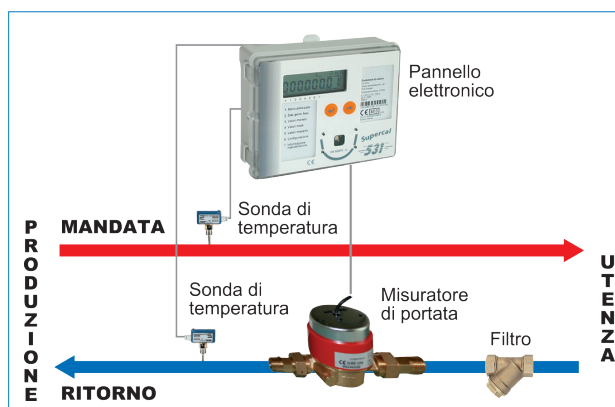 Pannello
elettronico
Supercal
531
Sonda di
temperatura
MANDATA
PRODUZIONE
UTENZA
Sonda di
temperatura
Misuratore
di portata
Filtro
RITORNO